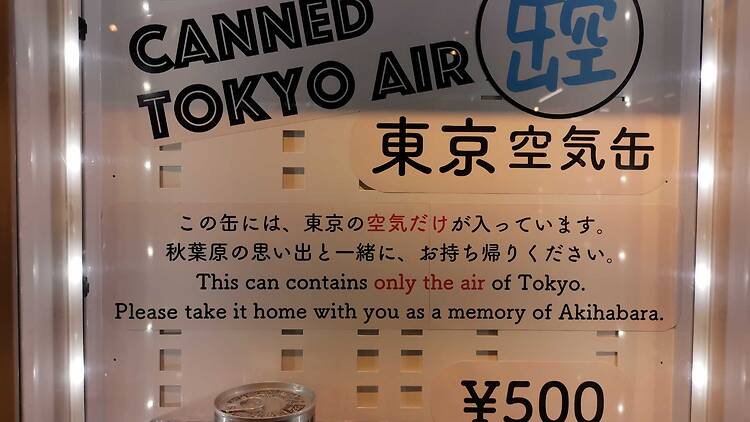 CANNED
TOKYO AIR
缶空
東京 空気缶
この缶には、東京の空気だけが入っています。
秋葉原の思い出と一緒に、お持ち帰りください。
This can contains only the air of Tokyo.
Please take it home with you as a memory of Akihabara.
¥500